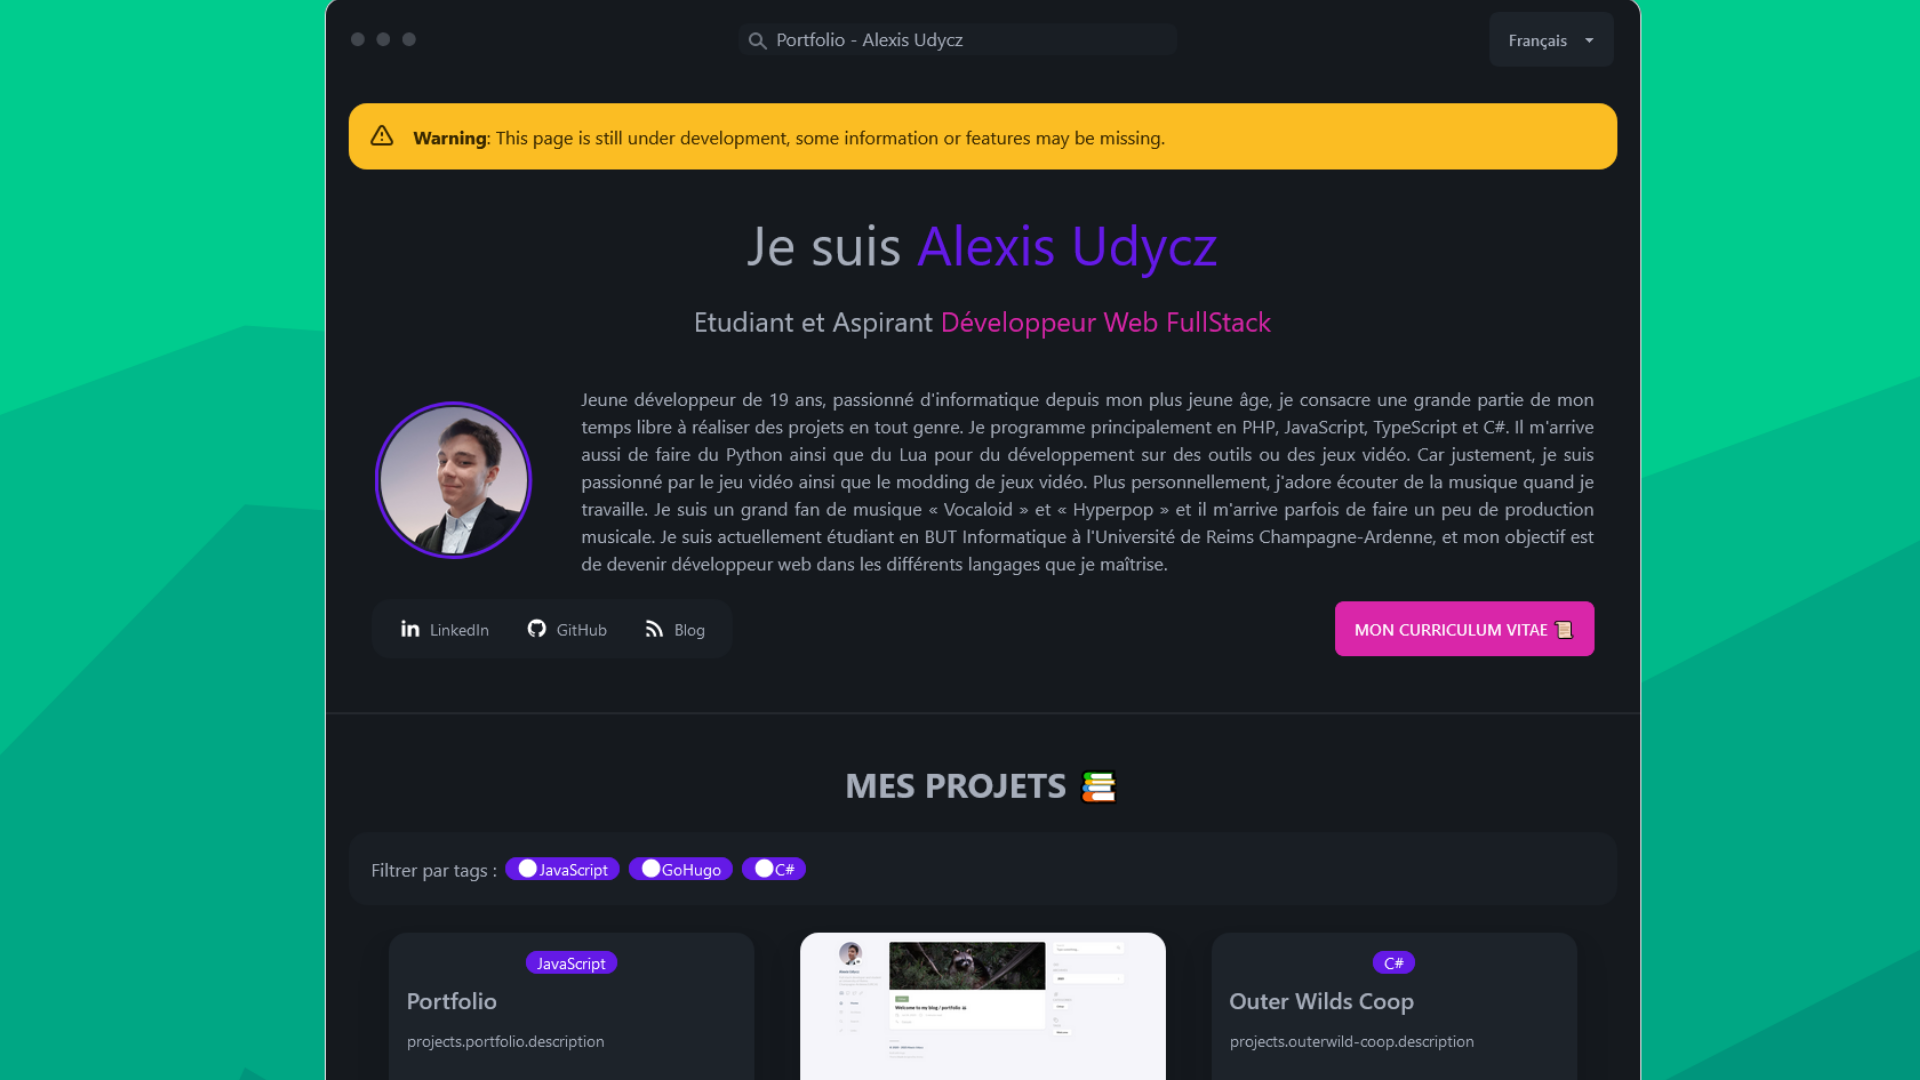 Portfolio - Alexis Udycz
Français
Warning: This page is still under development, some information or features may be missing.
Je suis Alexis Udycz
Etudiant et Aspirant Développeur Web FullStack
Jeune développeur de 19 ans, passionné d'informatique depuis mon plus jeune âge, je consacre une grande partie de mon
temps libre à réaliser des projets en tout genre. Je programme principalement en PHP, JavaScript, TypeScript et C#. Il m'arrive
aussi de faire du Python ainsi que du Lua pour du développement sur des outils ou des jeux vidéo. Car justement, je suis
passionné par le jeu vidéo ainsi que le modding de jeux vidéo. Plus personnellement, j'adore écouter de la musique quand je
travaille. Je suis un grand fan de musique « Vocaloid » et « Hyperpop » et il m'arrive parfois de faire un peu de production
musicale. Je suis actuellement étudiant en BUT Informatique à l'Université de Reims Champagne-Ardenne, et mon objectif est
de devenir développeur web dans les différents langages que je maîtrise.
LinkedIn GitHub Blog
MON CURRICULUM VITAE 📜
MES PROJETS 📚
Filtrer par tags : JavaScript GoHugo C#
JavaScript
Portfolio
projects.portfolio.description
Welcome to my blog / portfolio
C#
Outer Wilds Coop
projects.outerwild-coop.description